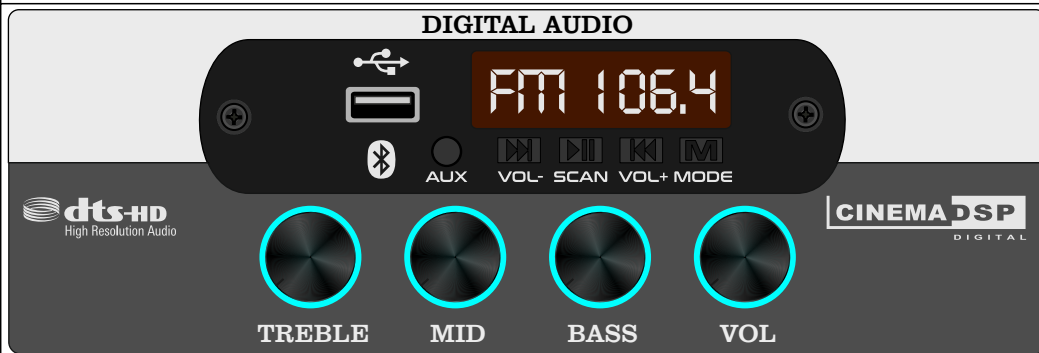 DIGITAL AUDIO
FM 106.4
M
AUX VOL- SCAN VOL+ MODE
dts-HD
High Resolution Audio
CINEMA DSP
DIGITAL
TREBLE MID BASS VOL